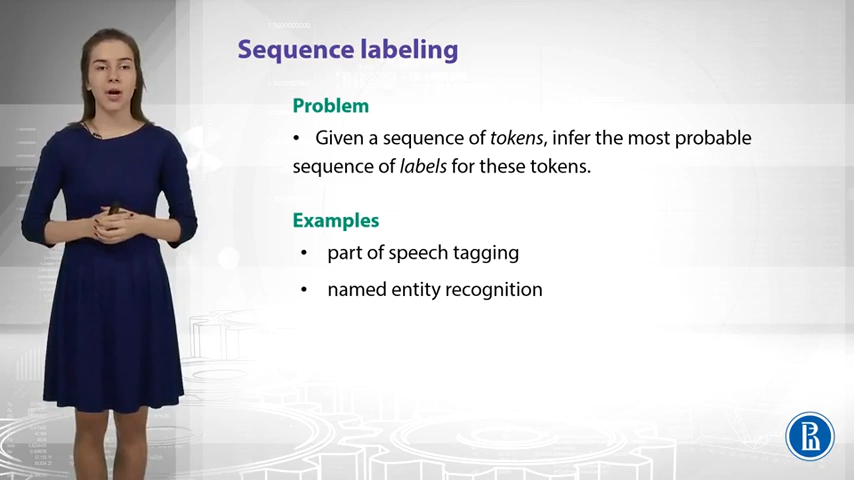 Sequence labeling
Problem
• Given a sequence of tokens, infer the most probable
sequence of labels for these tokens.
Examples
• part of speech tagging
• named entity recognition